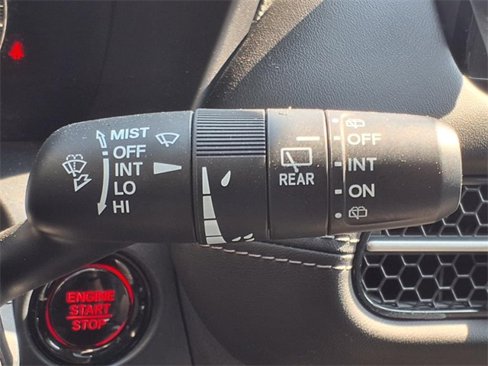 MIST
OFF
INT
LO
HI
REAR
OFF
INT
ON
ENGINE
START
STOP